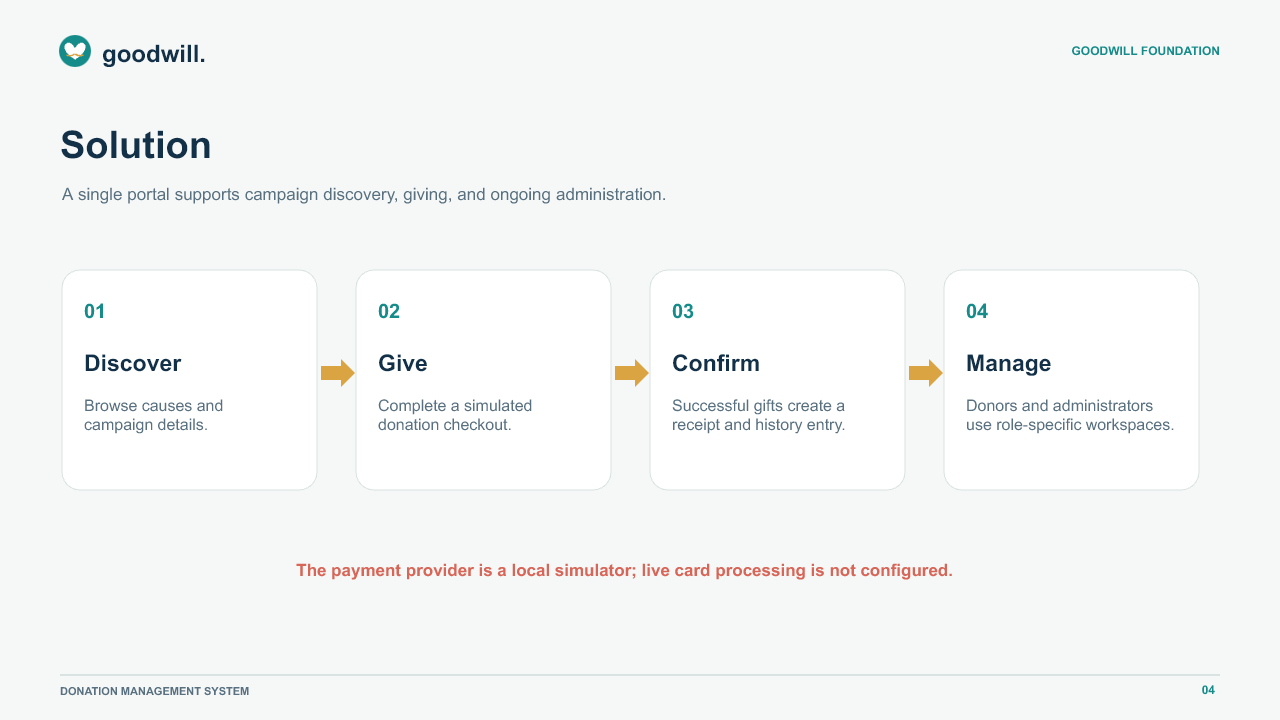 goodwill.
GOODWILL FOUNDATION
Solution
A single portal supports campaign discovery, giving, and ongoing administration.
01
Discover
Browse causes and
campaign details.
02
Give
Complete a simulated
donation checkout.
03
Confirm
Successful gifts create a
receipt and history entry.
04
Manage
Donors and administrators
use role-specific workspaces.
The payment provider is a local simulator; live card processing is not configured.
DONATION MANAGEMENT SYSTEM
04